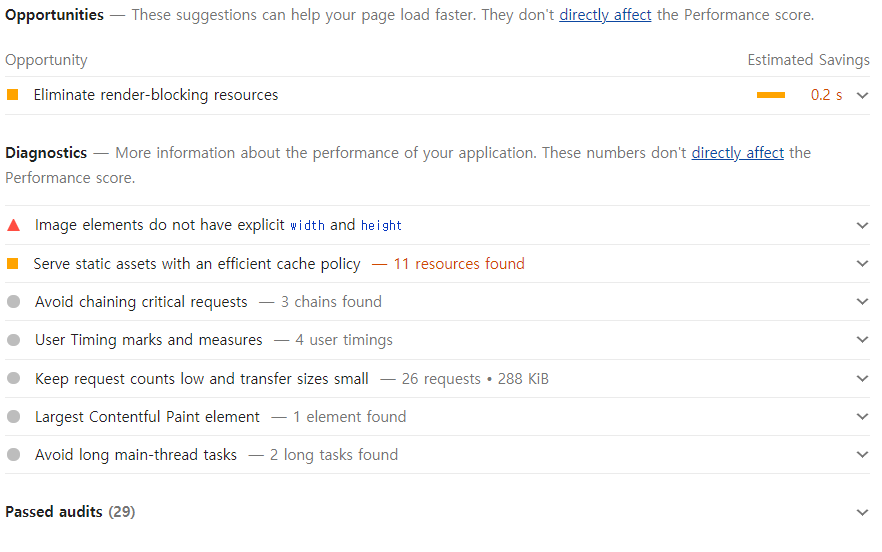 Opportunities — These suggestions can help your page load faster. They don't directly affect the Performance score.
Opportunity Estimated Savings
Eliminate render-blocking resources 0.2 s
Diagnostics — More information about the performance of your application. These numbers don't directly affect the
Performance score.
Image elements do not have explicit width and height
Serve static assets with an efficient cache policy — 11 resources found
Avoid chaining critical requests — 3 chains found
User Timing marks and measures — 4 user timings
Keep request counts low and transfer sizes small — 26 requests • 288 KiB
Largest Contentful Paint element — 1 element found
Avoid long main-thread tasks — 2 long tasks found
Passed audits (29)